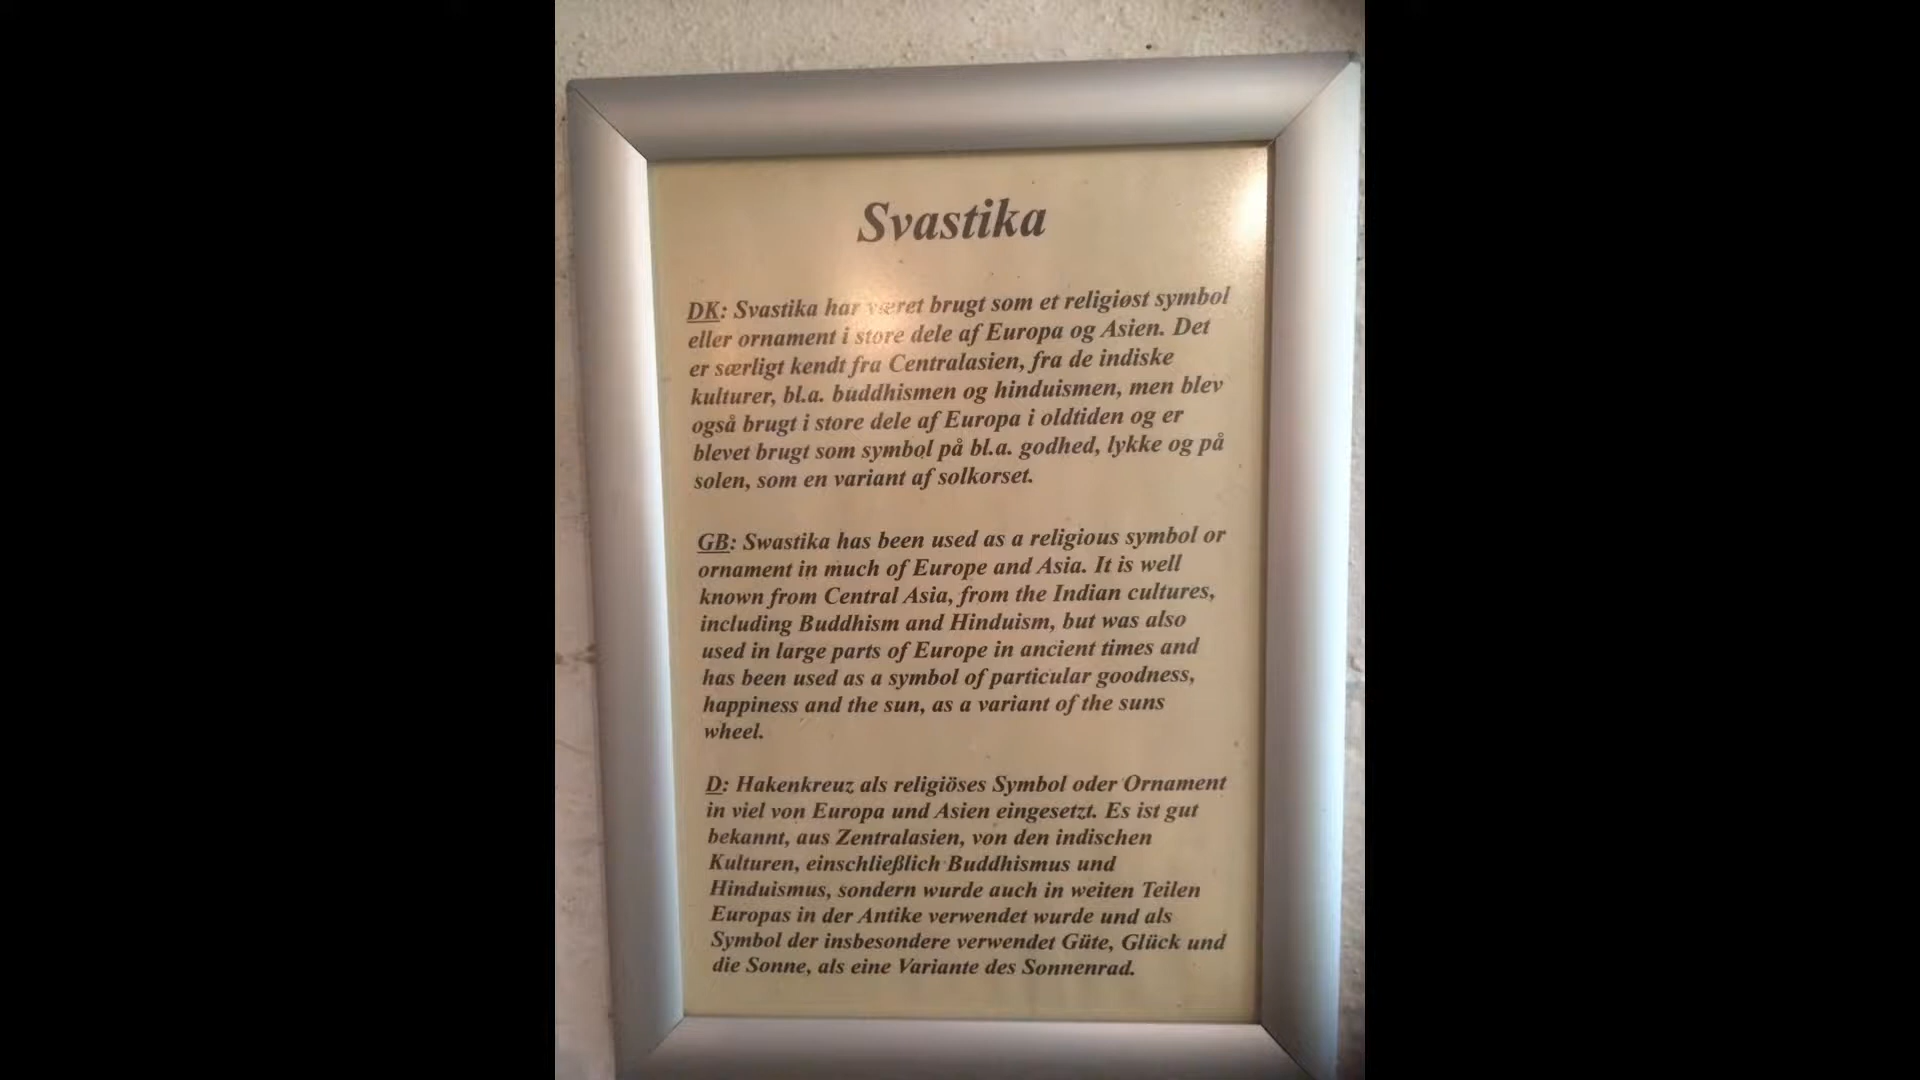 Svastika
DK: Svastika har været brugt som et religiøst symbol
eller ornament i store dele af Europa og Asien. Det
er særligt kendt fra Centralasien, fra de indiske
kulturer, bl.a. buddhismen og hinduismen, men blev
også brugt i store dele af Europa i oldtiden og er
blevet brugt som symbol på bl.a. godhed, lykke og på
solen, som en variant af solkorset.
GB: Swastika has been used as a religious symbol or
ornament in much of Europe and Asia. It is well
known from Central Asia, from the Indian cultures,
including Buddhism and Hinduism, but was also
used in large parts of Europe in ancient times and
has been used as a symbol of particular goodness,
happiness and the sun, as a variant of the suns
wheel.
D: Hakenkreuz als religiöses Symbol oder Ornament
in viel von Europa und Asien eingesetzt. Es ist gut
bekannt, aus Zentralasien, von den indischen
Kulturen, einschließlich Buddhismus und
Hinduismus, sondern wurde auch in weiten Teilen
Europas in der Antike verwendet wurde und als
Symbol der insbesondere verwendet Güte, Glück und
die Sonne, als eine Variante des Sonnenrad.